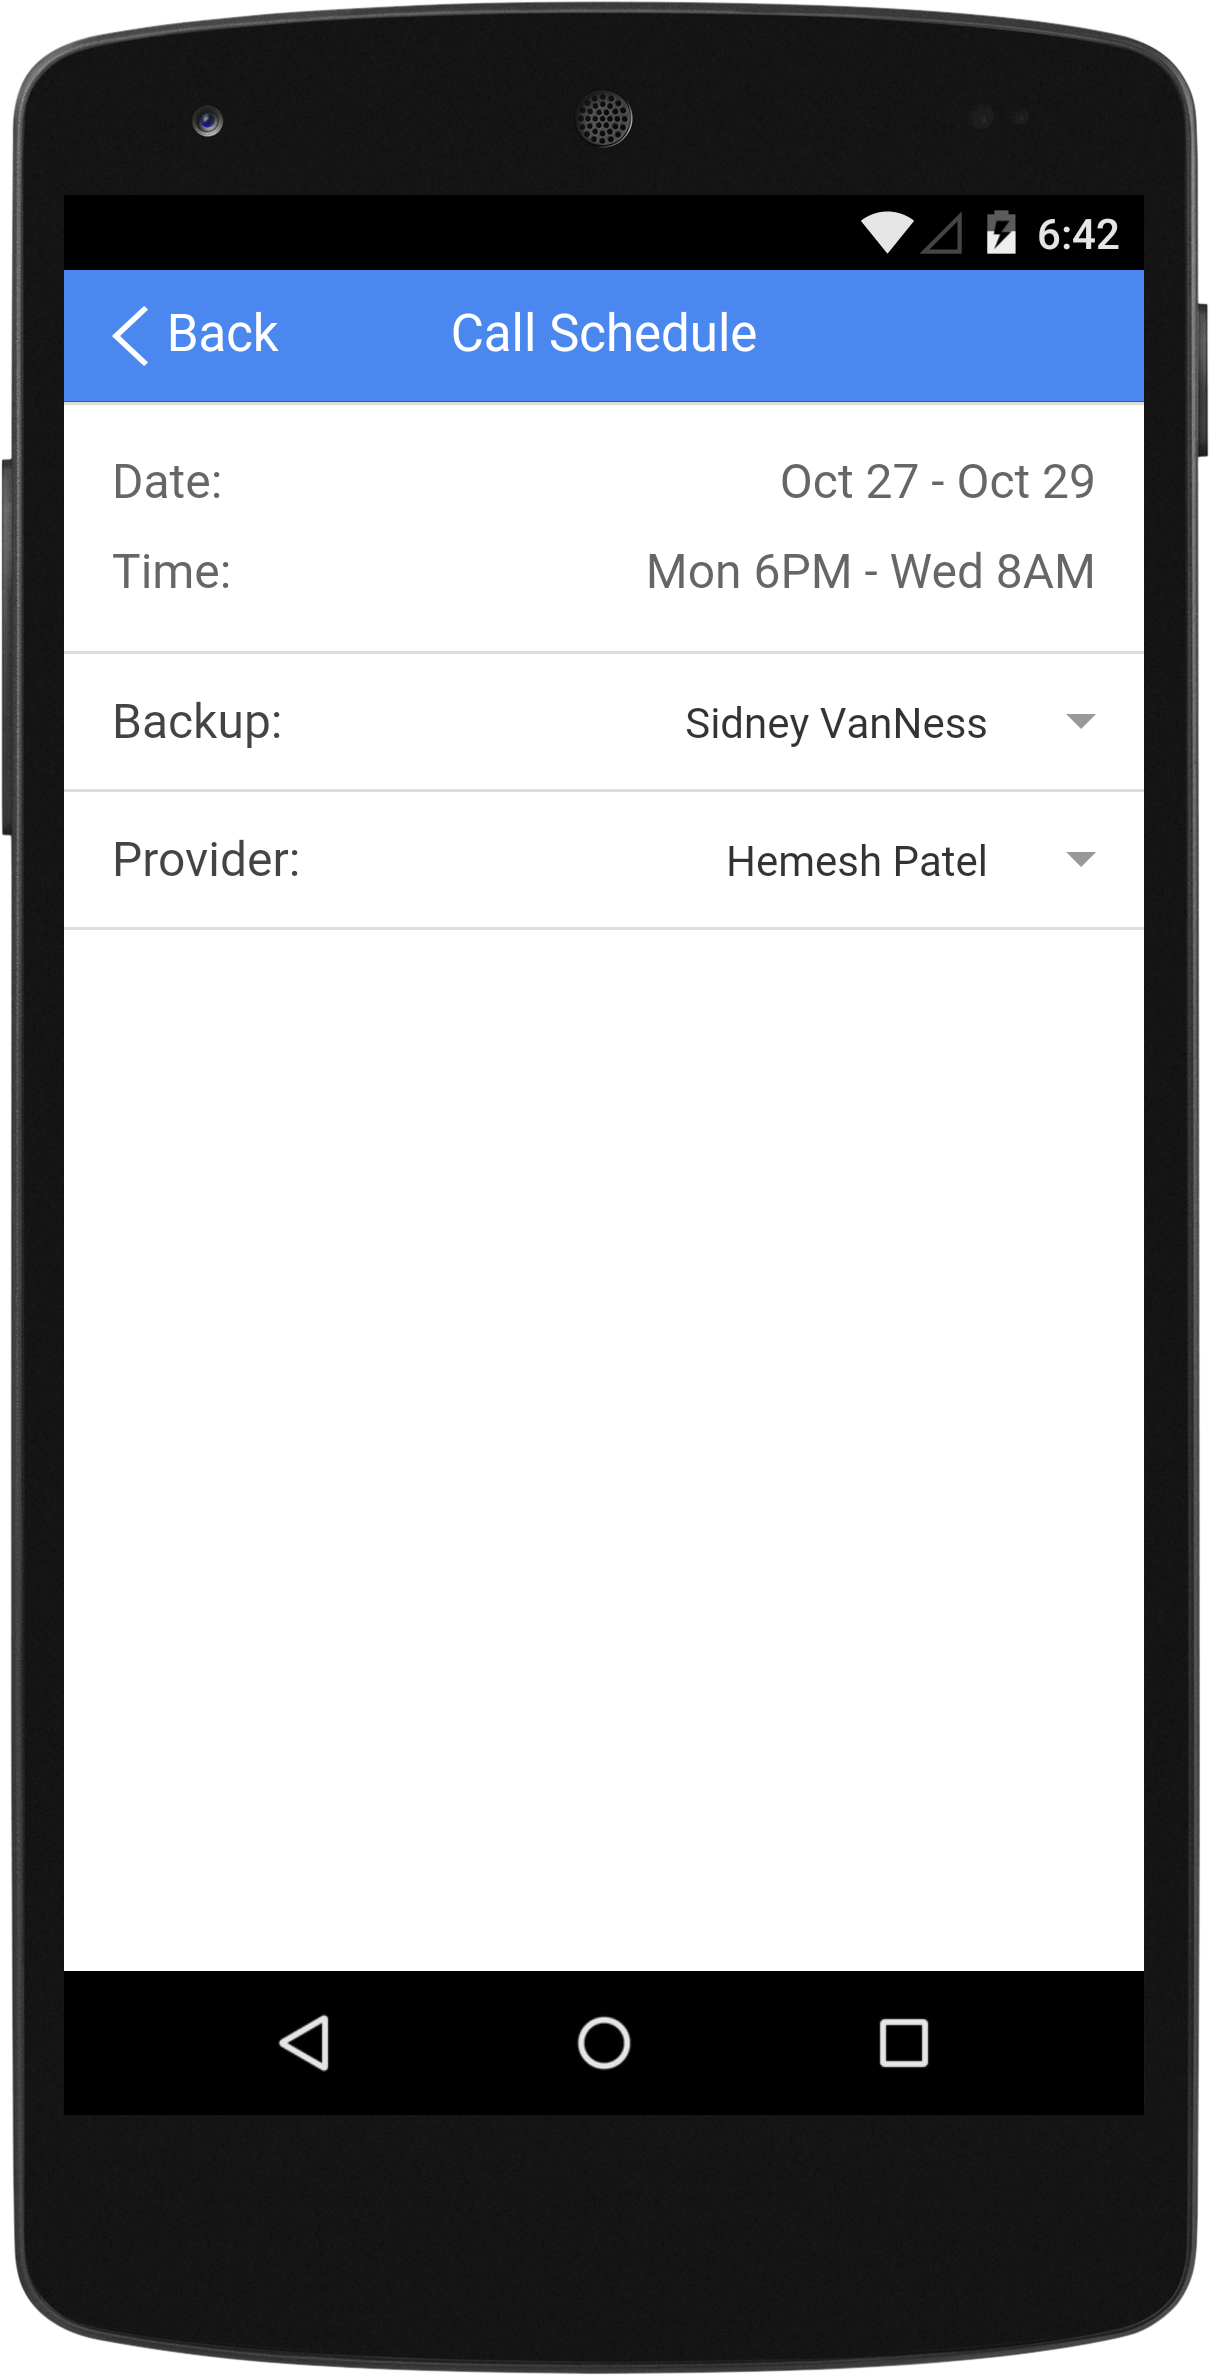 6:42
Back Call Schedule
Date: Oct 27 - Oct 29
Time: Mon 6PM - Wed 8AM
Backup: Sidney VanNess
Provider: Hemesh Patel